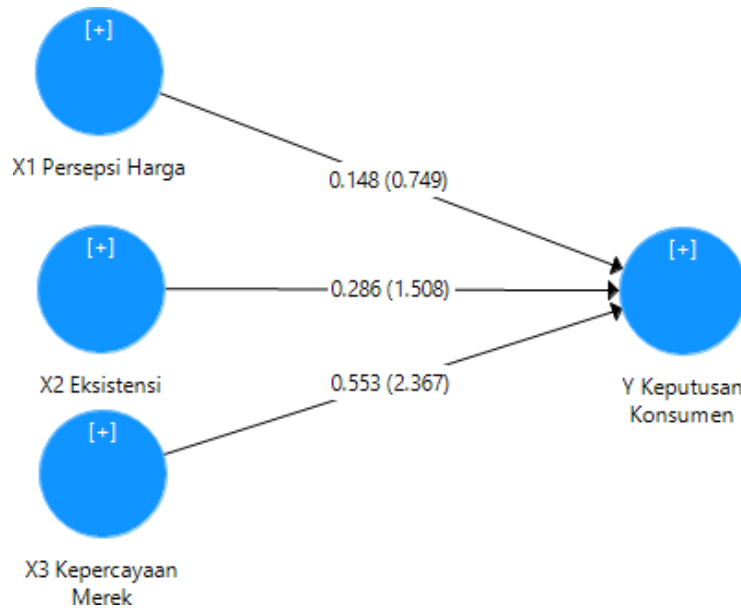 [+]
X1 Persepsi Harga
0.148 (0.749)
[+]
X2 Eksistensi
0.286 (1.508)
[+]
Y Keputusan
Konsumen
[+]
X3 Kepercayaan
Merek
0.553 (2.367)